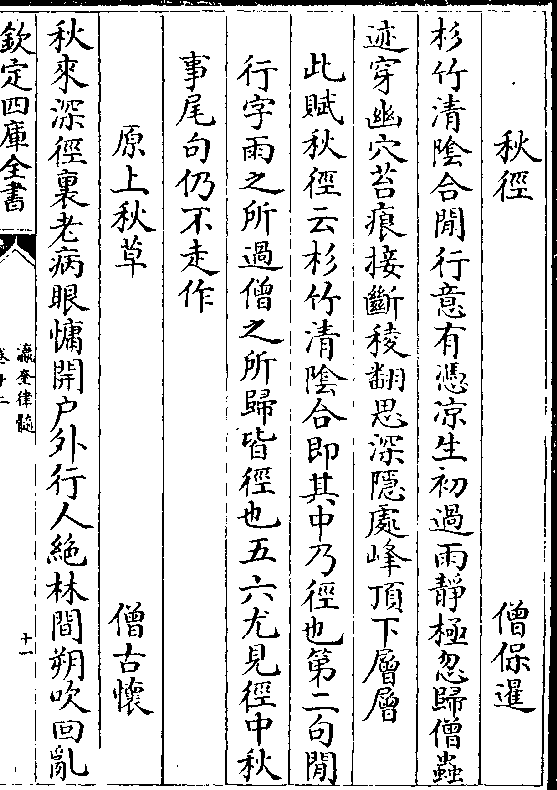 秋徑　僧保暹
杉竹清陰合閒行意有憑凉生初過雨靜極忽歸僧蟲
迹穿幽穴苔痕接斷稜翻思深隱處峰頂下層層
此賦秋徑云杉竹清陰合即其中乃徑也第二句閒
行字雨之所過僧之所歸皆徑也五六尤見徑中秋
事尾句仍不走作
原上秋草　僧古懷
秋來深徑裏老病眼慵開户外行人絶林間朔吹回亂
欽定四庫全書
瀛奎律髓
卷十二
十一